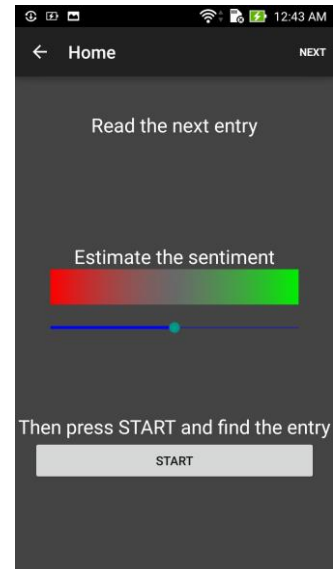 12:43 AM
Home NEXT
Read the next entry
Estimate the sentiment
Then press START and find the entry
START